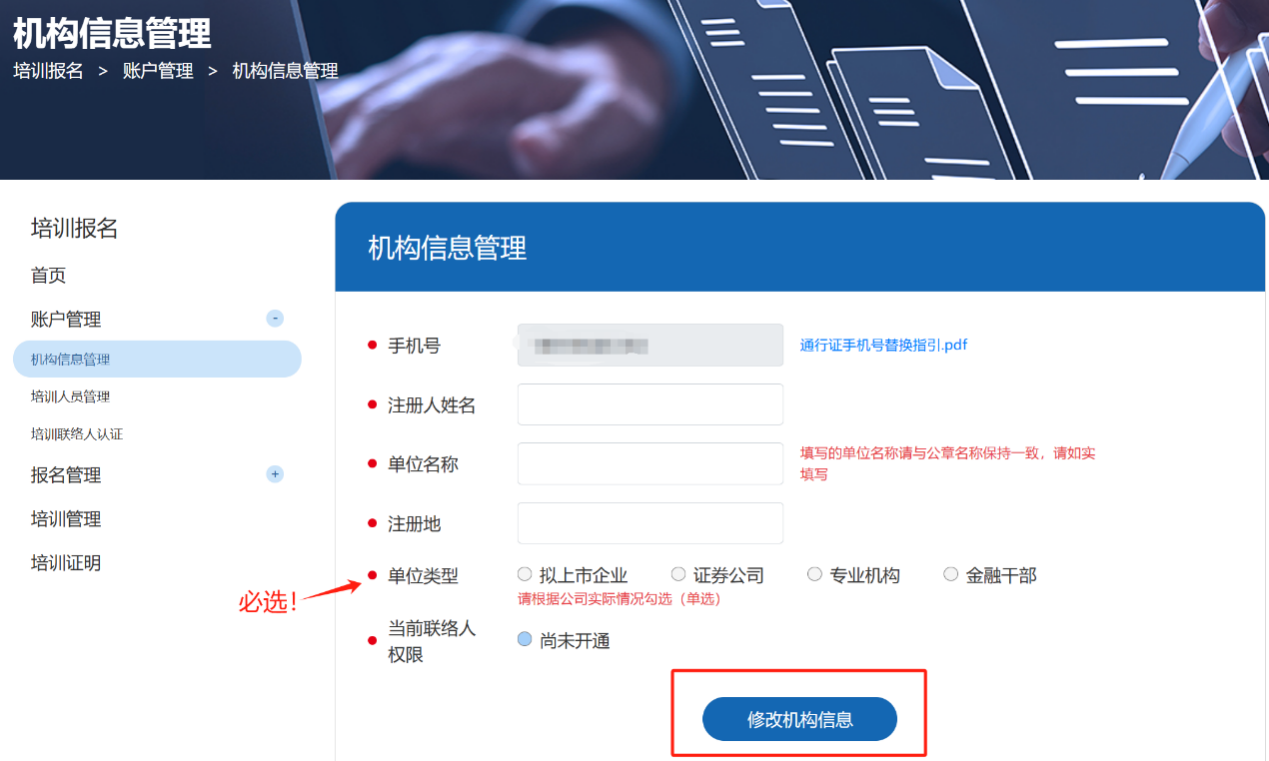 机构信息管理
培训报名 > 账户管理 > 机构信息管理
培训报名
首页
账户管理 -
机构信息管理
培训人员管理
培训联络人认证
报名管理 +
培训管理
培训证明
机构信息管理
手机号 通行证手机号替换指引.pdf
注册人姓名
单位名称 填写的单位名称请与公章名称保持一致，请如实
填写
注册地
必选！
单位类型 拟上市企业 证券公司 专业机构 金融干部
请根据公司实际情况勾选（单选）
当前联络人
权限 尚未开通
修改机构信息